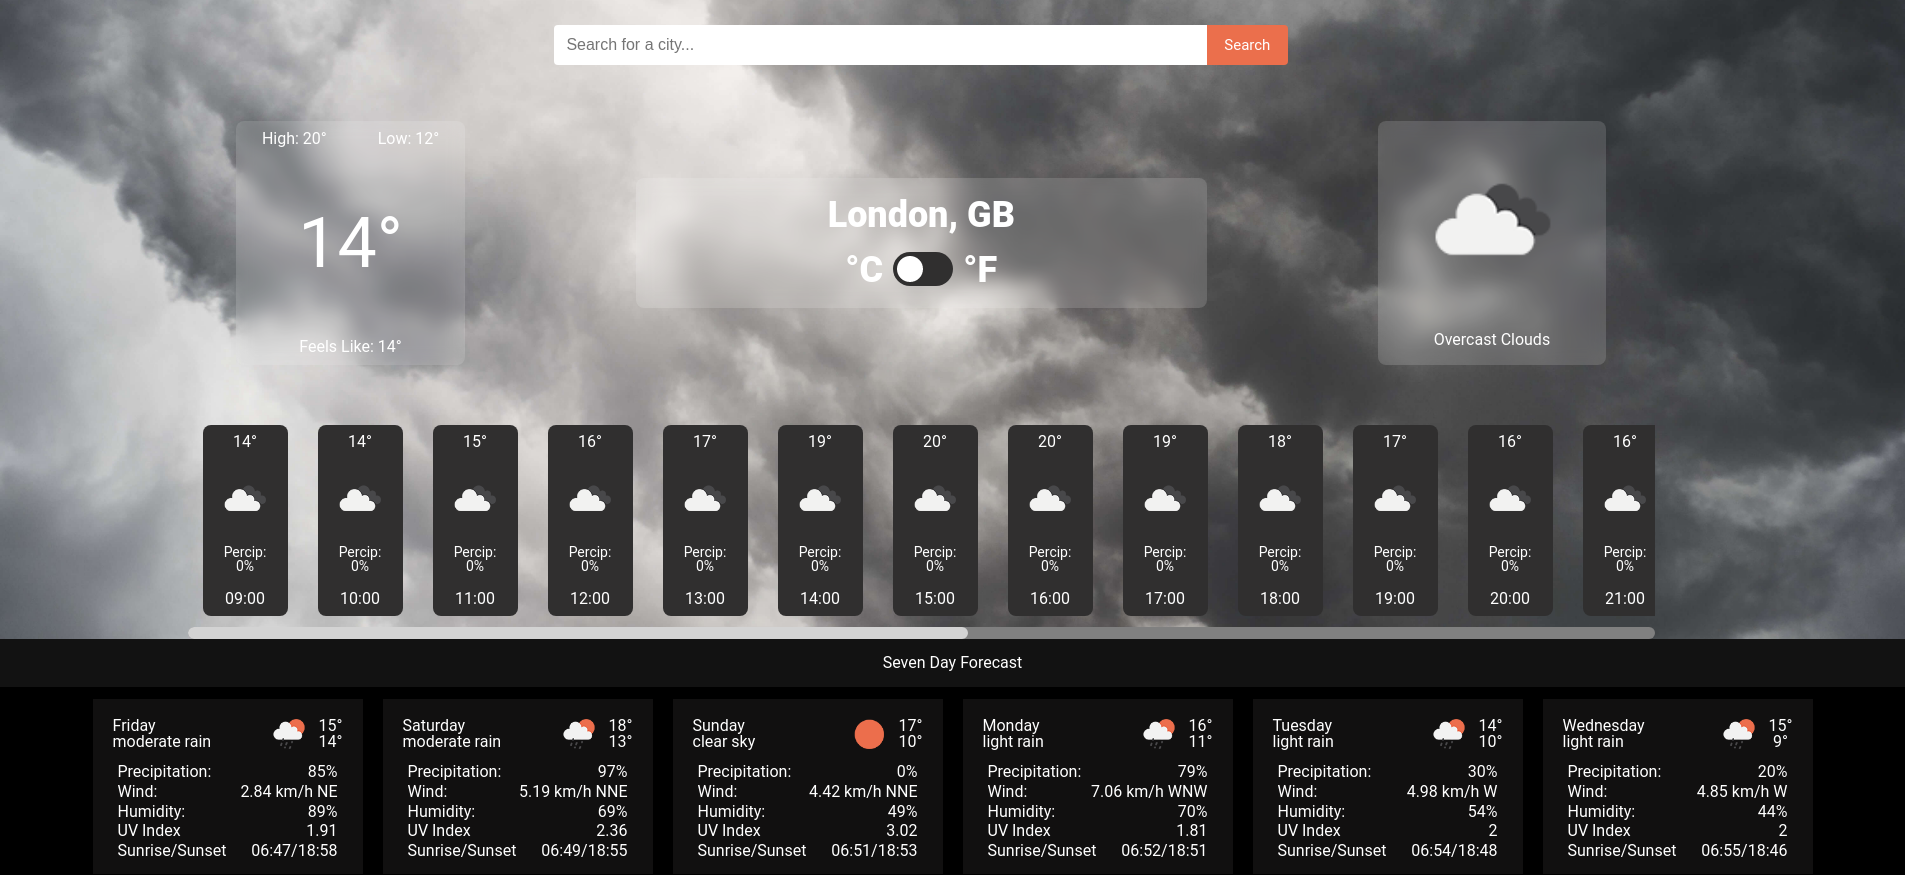 Search for a city... Search
High: 20° Low: 12°
14°
Feels Like: 14°
London, GB
°C °F
Overcast Clouds
14° 14° 15° 16° 17° 19° 20° 20° 19° 18° 17° 16° 16°
Percip: Percip: Percip: Percip: Percip: Percip: Percip: Percip: Percip: Percip: Percip: Percip: Percip:
0% 0% 0% 0% 0% 0% 0% 0% 0% 0% 0% 0% 0%
09:00 10:00 11:00 12:00 13:00 14:00 15:00 16:00 17:00 18:00 19:00 20:00 21:00
Seven Day Forecast
Friday 15°
moderate rain 14°
Precipitation: 85%
Wind: 2.84 km/h NE
Humidity: 89%
UV Index 1.91
Sunrise/Sunset 06:47/18:58
Saturday 18°
moderate rain 13°
Precipitation: 97%
Wind: 5.19 km/h NNE
Humidity: 69%
UV Index 2.36
Sunrise/Sunset 06:49/18:55
Sunday 17°
clear sky 10°
Precipitation: 0%
Wind: 4.42 km/h NNE
Humidity: 49%
UV Index 3.02
Sunrise/Sunset 06:51/18:53
Monday 16°
light rain 11°
Precipitation: 79%
Wind: 7.06 km/h WNW
Humidity: 70%
UV Index 1.81
Sunrise/Sunset 06:52/18:51
Tuesday 14°
light rain 10°
Precipitation: 30%
Wind: 4.98 km/h W
Humidity: 54%
UV Index 2
Sunrise/Sunset 06:54/18:48
Wednesday 15°
light rain 9°
Precipitation: 20%
Wind: 4.85 km/h W
Humidity: 44%
UV Index 2
Sunrise/Sunset 06:55/18:46